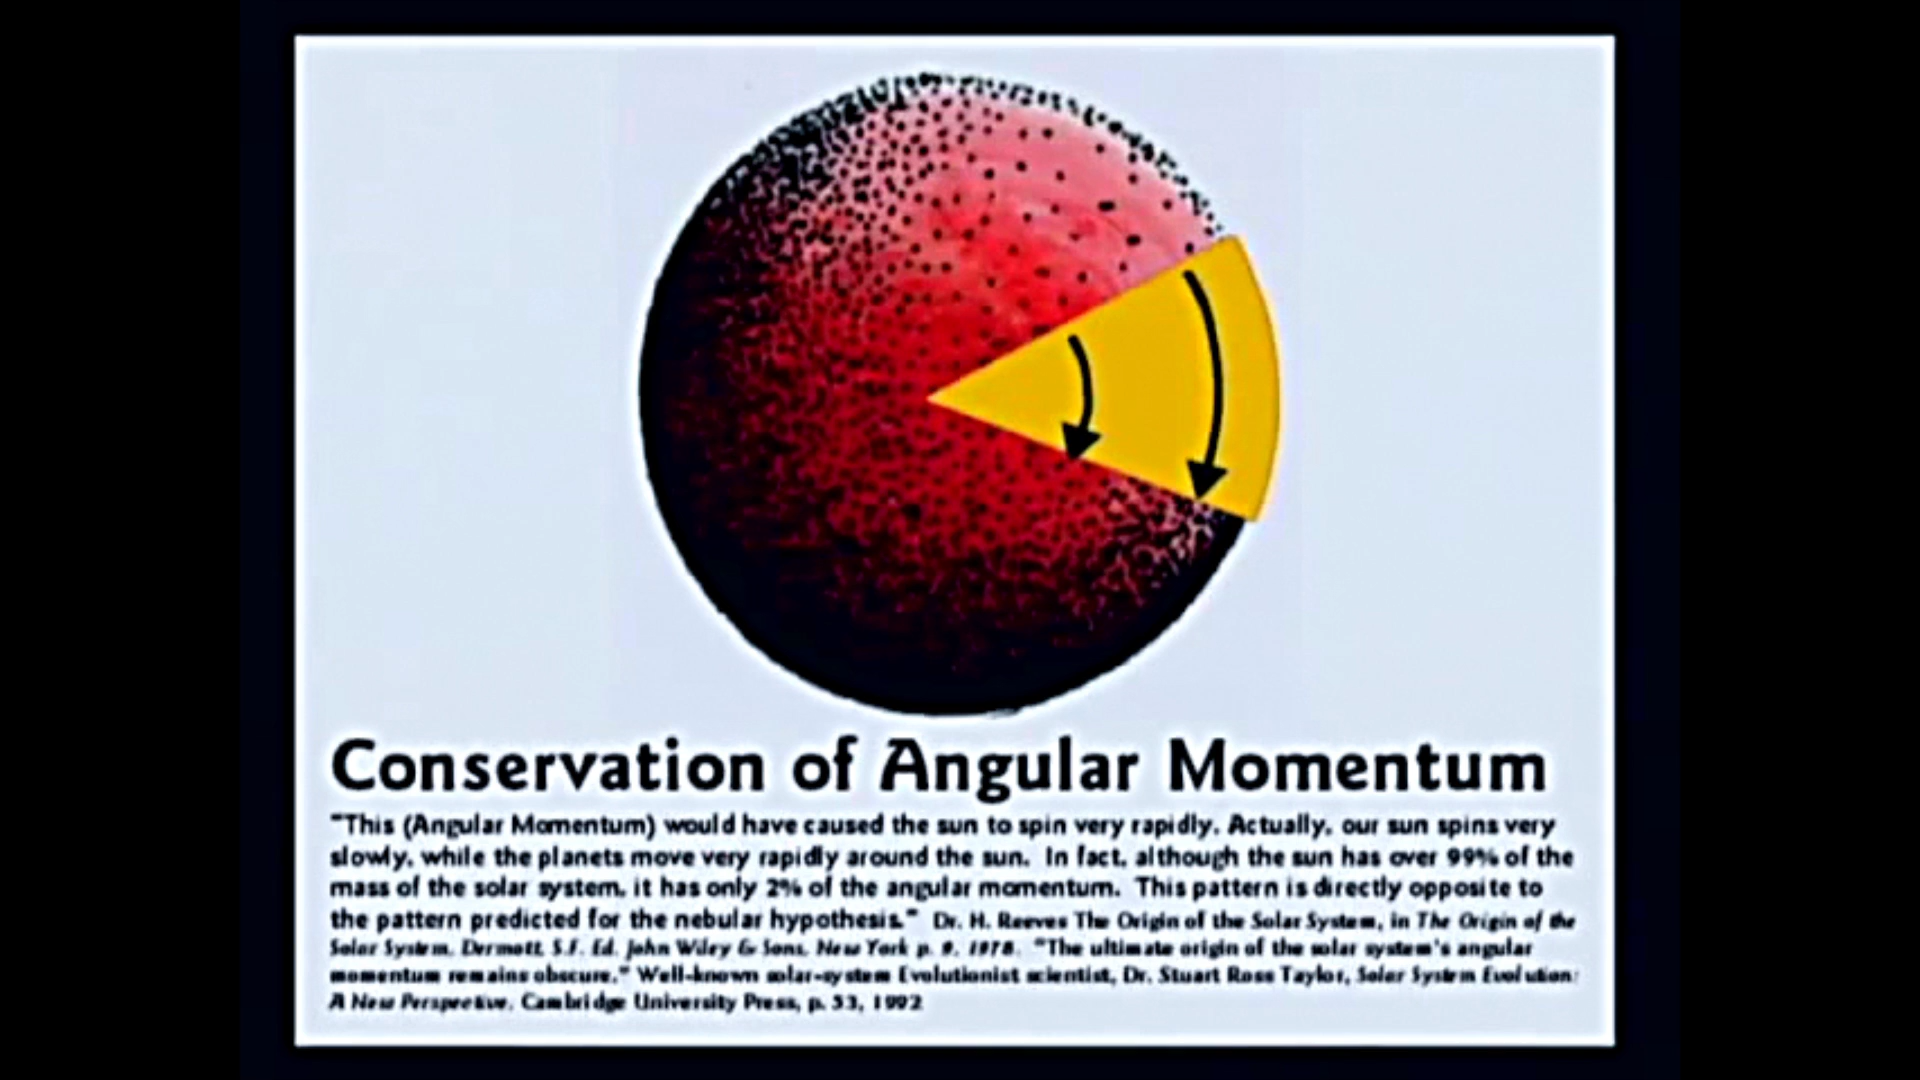 Conservation of Angular Momentum
"This (Angular Momentum) would have caused the sun to spin very rapidly. Actually, our sun spins very
slowly, while the planets move very rapidly around the sun. In fact, although the sun has over 99% of the
mass of the solar system, it has only 2% of the angular momentum. This pattern is directly opposite to
the pattern predicted for the nebular hypothesis." Dr. H. Reeves The Origin of the Solar System, in The Origin of the
Solar System, Dermott, S.F. Ed. John Wiley & Sons, New York p. 9, 1978. "The ultimate origin of the solar system's angular
momentum remains obscure." Well-known solar-system Evolutionist scientist, Dr. Stuart Ross Taylor, Solar System Evolution:
A New Perspective, Cambridge University Press, p. 53, 1992